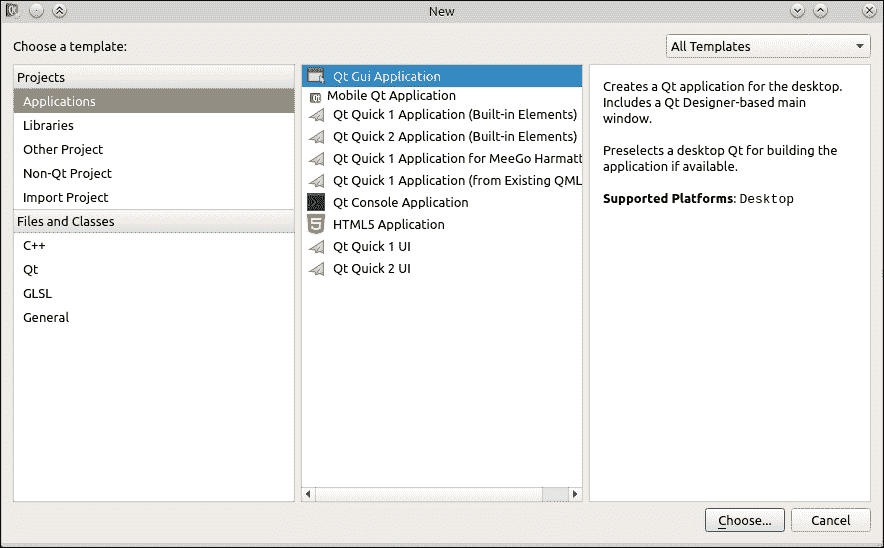 New
Choose a template:
All Templates
Projects
Applications
Libraries
Other Project
Non-Qt Project
Import Project
Files and Classes
C++
Qt
GLSL
General
Qt Gui Application
Mobile Qt Application
Qt Quick 1 Application (Built-in Elements)
Qt Quick 2 Application (Built-in Elements)
Qt Quick 1 Application for MeeGo Harmatt
Qt Quick 1 Application (from Existing QML
Qt Console Application
HTML5 Application
Qt Quick 1 UI
Qt Quick 2 UI
Creates a Qt application for the desktop.
Includes a Qt Designer-based main
window.
Preselects a desktop Qt for building the
application if available.
Supported Platforms: Desktop
Choose...
Cancel